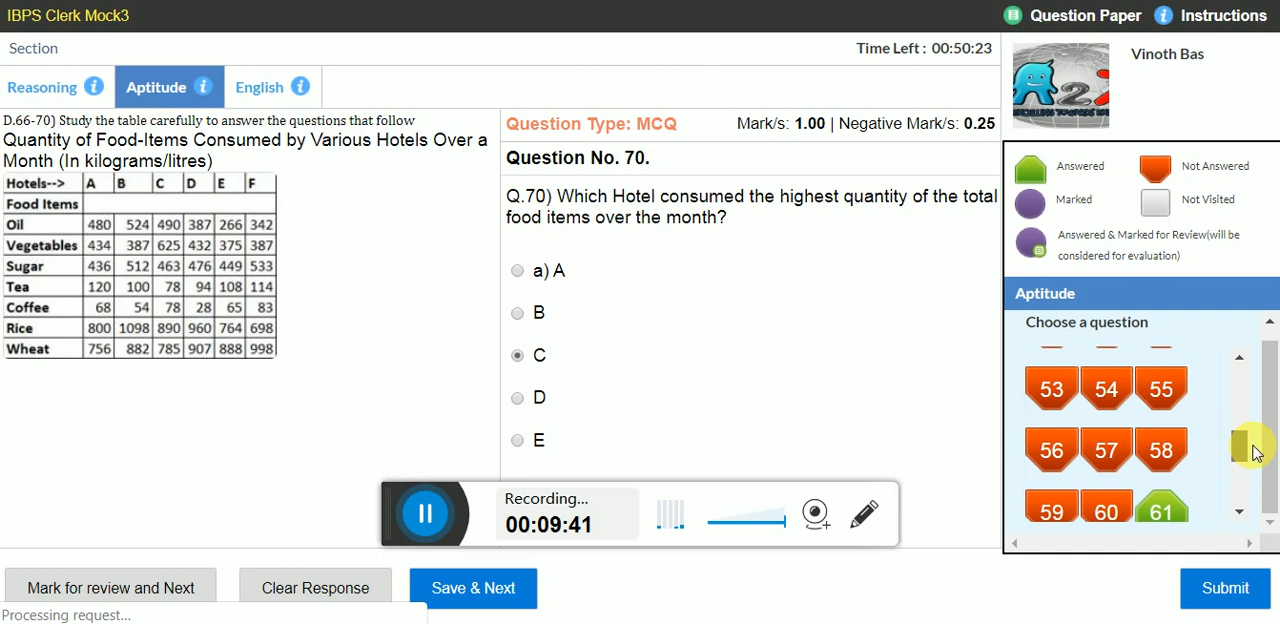 IBPS Clerk Mock3
Question Paper
Instructions
Section
Time Left : 00:50:23
Vinoth Bas
Reasoning
Aptitude
English
D.66-70) Study the table carefully to answer the questions that follow
Quantity of Food-Items Consumed by Various Hotels Over a
Month (In kilograms/litres)
Hotels--> A B C D E F
Food Items
Oil 480 524 490 387 266 342
Vegetables 434 387 625 432 375 387
Sugar 436 512 463 476 449 533
Tea 120 100 78 94 108 114
Coffee 68 54 78 28 65 83
Rice 800 1098 890 960 764 698
Wheat 756 882 785 907 888 998
Question Type: MCQ
Mark/s: 1.00 | Negative Mark/s: 0.25
Question No. 70.
Q.70) Which Hotel consumed the highest quantity of the total
food items over the month?
a) A
B
C
D
E
Recording...
00:09:41
Answered
Not Answered
Marked
Not Visited
Answered & Marked for Review(will be
considered for evaluation)
Aptitude
Choose a question
53 54 55
56 57 58
59 60 61
Mark for review and Next
Clear Response
Save & Next
Submit
Processing request...